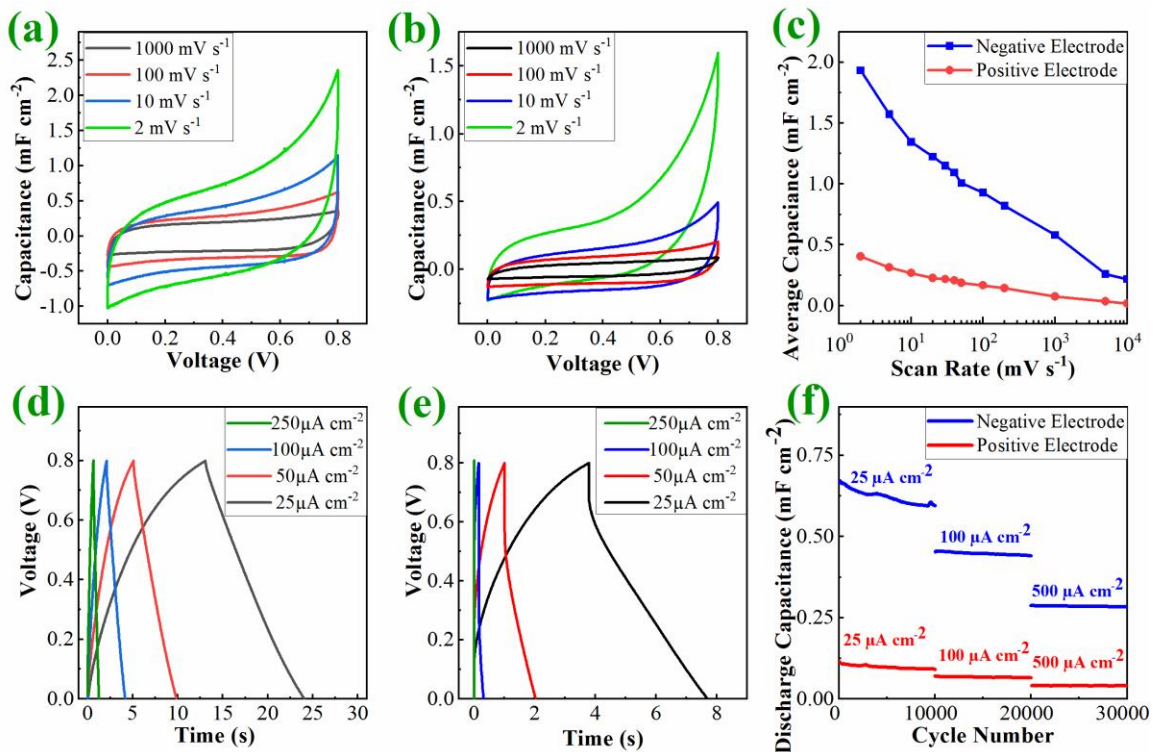 (a)
1000 mV s⁻¹
100 mV s⁻¹
10 mV s⁻¹
2 mV s⁻¹
Capacitance (mF cm⁻²)
2.5
2.0
1.5
1.0
0.5
0.0
-0.5
-1.0
0.0 0.2 0.4 0.6 0.8
Voltage (V)
(b)
1000 mV s⁻¹
100 mV s⁻¹
10 mV s⁻¹
2 mV s⁻¹
Capacitance (mF cm⁻²)
1.5
1.0
0.5
0.0
0.0 0.2 0.4 0.6 0.8
Voltage (V)
(c)
Negative Electrode
Positive Electrode
Average Capaciance (mF cm⁻²)
2.0
1.5
1.0
0.5
0.0
10⁰ 10¹ 10² 10³ 10⁴
Scan Rate (mV s⁻¹)
(d)
250µA cm⁻²
100µA cm⁻²
50µA cm⁻²
25µA cm⁻²
Voltage (V)
1.0
0.8
0.6
0.4
0.2
0.0
0 5 10 15 20 25 30
Time (s)
(e)
250µA cm⁻²
100µA cm⁻²
50µA cm⁻²
25µA cm⁻²
Voltage (V)
1.0
0.8
0.6
0.4
0.2
0.0
0 2 4 6 8
Time (s)
(f)
Negative Electrode
Positive Electrode
Discharge Capacitance (mF cm⁻²)
0.75
0.50
0.25
0.00
25 µA cm⁻²
100 µA cm⁻²
500 µA cm⁻²
25 µA cm⁻²
100 µA cm⁻²
500 µA cm⁻²
0 10000 20000 30000
Cycle Number